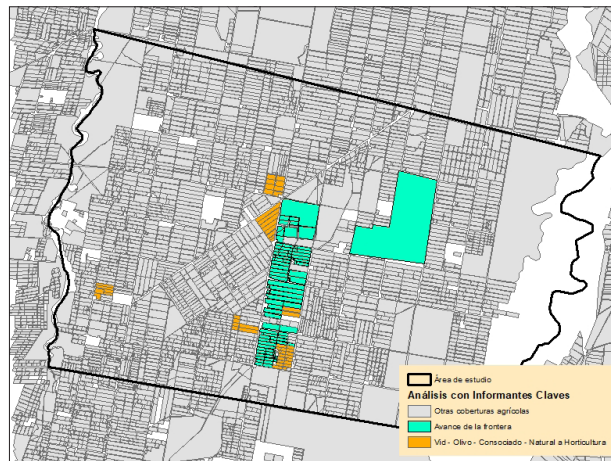 Área de estudio
Análisis con Informantes Claves
Otras coberturas agrícolas
Avance de la frontera
Vid - Olivo - Consociado - Natural a Horticultura